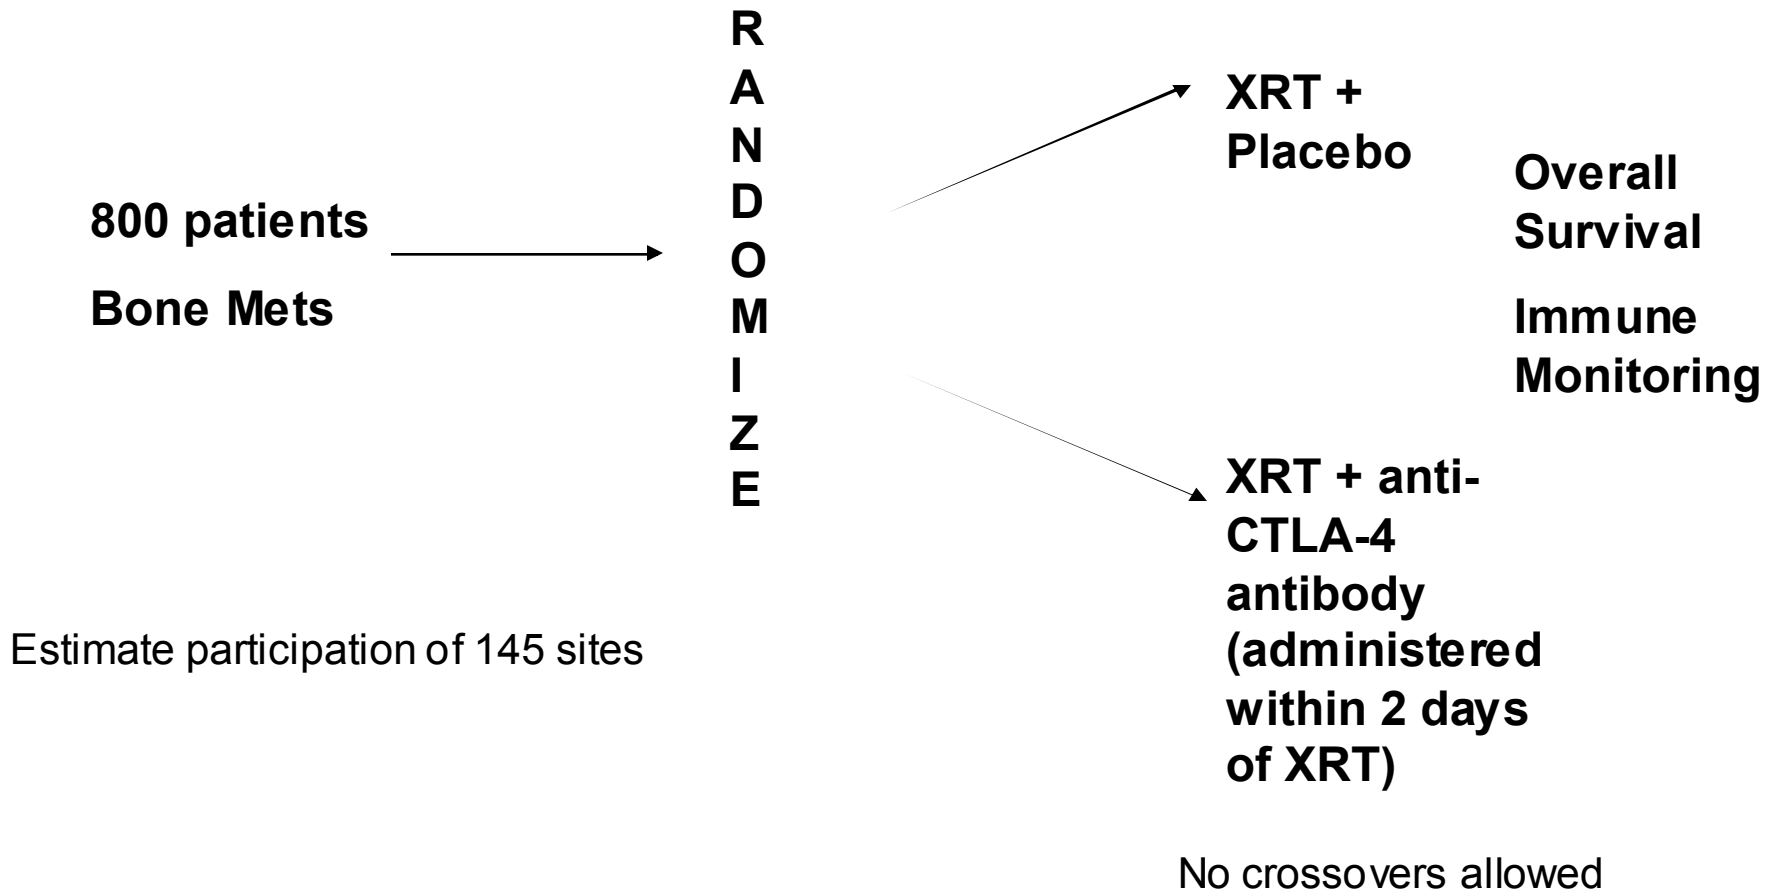 800 patients
Bone Mets
R
A
N
D
O
M
I
Z
E
XRT +
Placebo
Overall
Survival
Immune
Monitoring
XRT + anti-
CTLA-4
antibody
(administered
within 2 days
of XRT)
Estimate participation of 145 sites
No crossovers allowed